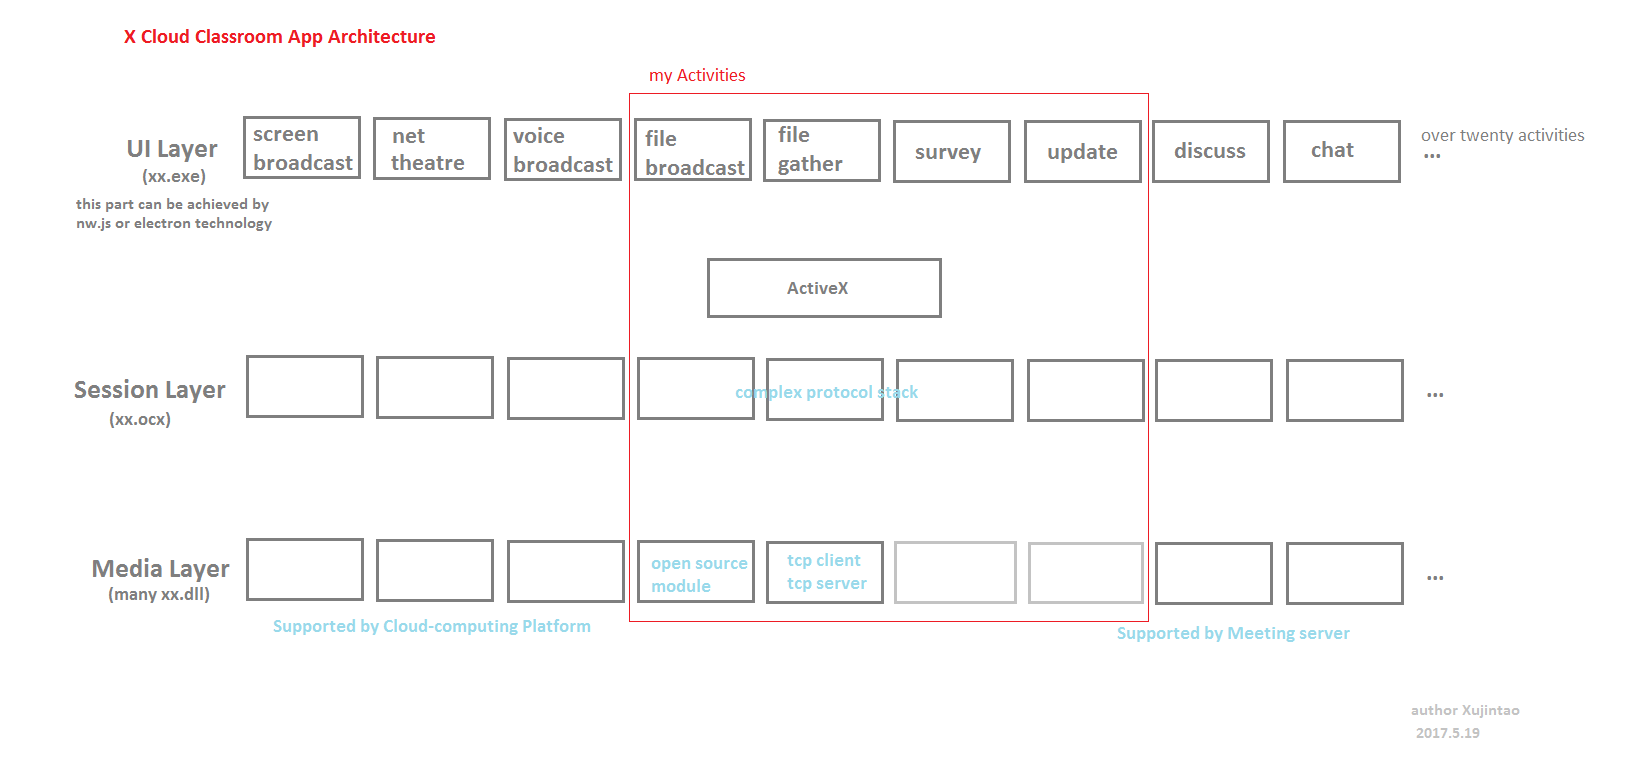 X Cloud Classroom App Architecture
my Activities
UI Layer
(xx.exe)
this part can be achieved by
nw.js or electron technology
screen
broadcast
net
theatre
voice
broadcast
file
broadcast
file
gather
survey
update
discuss
chat
over twenty activities
...
ActiveX
Session Layer
(xx.ocx)
complex protocol stack
...
Media Layer
(many xx.dll)
open source
module
tcp client
tcp server
...
Supported by Cloud-computing Platform
Supported by Meeting server
author Xujintao
2017.5.19